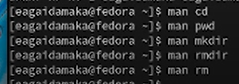 [eagaidamaka@fedora ~]$ man cd
[eagaidamaka@fedora ~]$ man pwd
[eagaidamaka@fedora ~]$ man mkdir
[eagaidamaka@fedora ~]$ man rmdir
[eagaidamaka@fedora ~]$ man rm